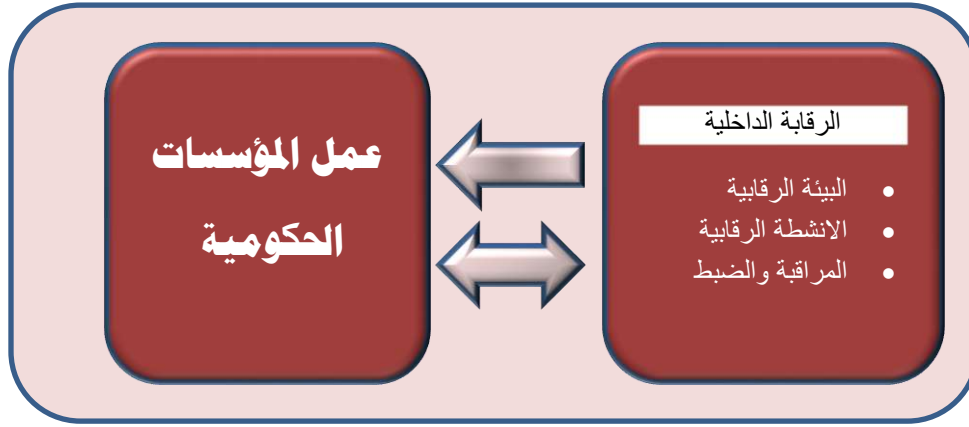 الرقابة الداخلية
• البيئة الرقابية
• الانشطة الرقابية
• المراقبة والضبط
عمل المؤسسات
الحكومية